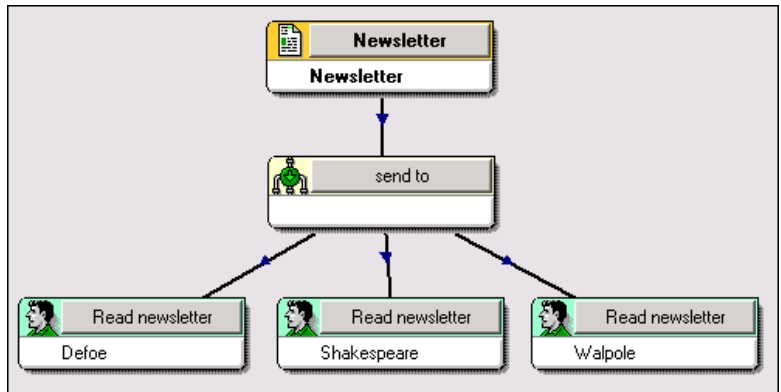 Newsletter
Newsletter
send to
Read newsletter
Defoe
Read newsletter
Shakespeare
Read newsletter
Walpole